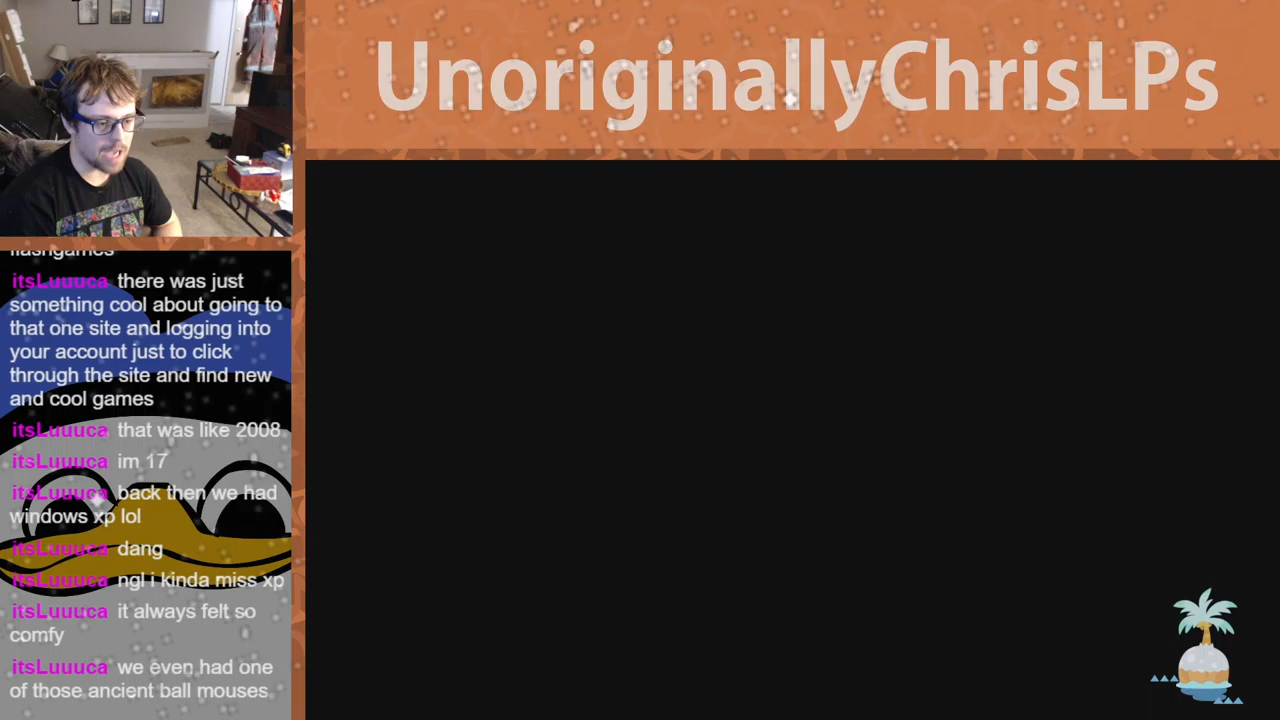 UnoriginallyChrisLPs
flashgames
itsLuuuca there was just
something cool about going to
that one site and logging into
your account just to click
through the site and find new
and cool games
itsLuuuca that was like 2008
itsLuuuca im 17
itsLuuuca back then we had
windows xp lol
itsLuuuca dang
itsLuuuca ngl i kinda miss xp
itsLuuuca it always felt so
comfy
itsLuuuca we even had one
of those ancient ball mouses